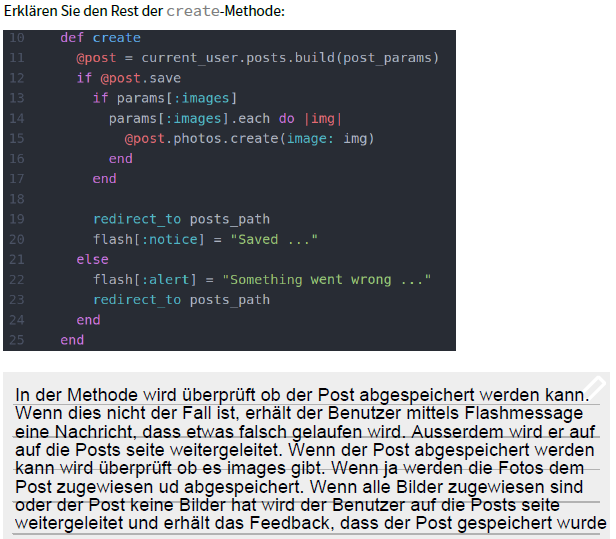 Erklären Sie den Rest der create-Methode:
10 def create
11 @post = current_user.posts.build(post_params)
12 if @post.save
13 if params[:images]
14 params[:images].each do |img|
15 @post.photos.create(image: img)
16 end
17 end
18
19 redirect_to posts_path
20 flash[:notice] = "Saved ..."
21 else
22 flash[:alert] = "Something went wrong ..."
23 redirect_to posts_path
24 end
25 end
In der Methode wird überprüft ob der Post abgespeichert werden kann.
Wenn dies nicht der Fall ist, erhält der Benutzer mittels Flashmessage
eine Nachricht, dass etwas falsch gelaufen wird. Ausserdem wird er auf
auf die Posts seite weitergeleitet. Wenn der Post abgespeichert werden
kann wird überprüft ob es images gibt. Wenn ja werden die Fotos dem
Post zugewiesen ud abgespeichert. Wenn alle Bilder zugewiesen sind
oder der Post keine Bilder hat wird der Benutzer auf die Posts seite
weitergeleitet und erhält das Feedback, dass der Post gespeichert wurde